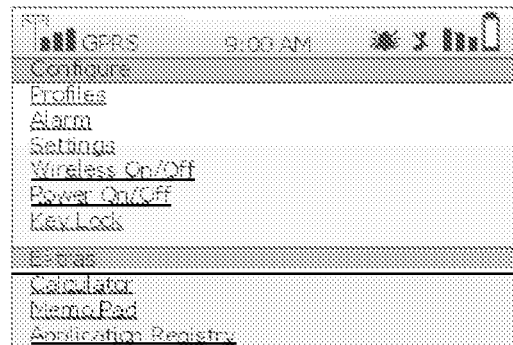 GPRS 9:00 AM
Configure
Profiles
Alarm
Settings
Wireless On/Off
Power On/Off
Key Lock
Extras
Calculator
Memo Pad
Application Registry